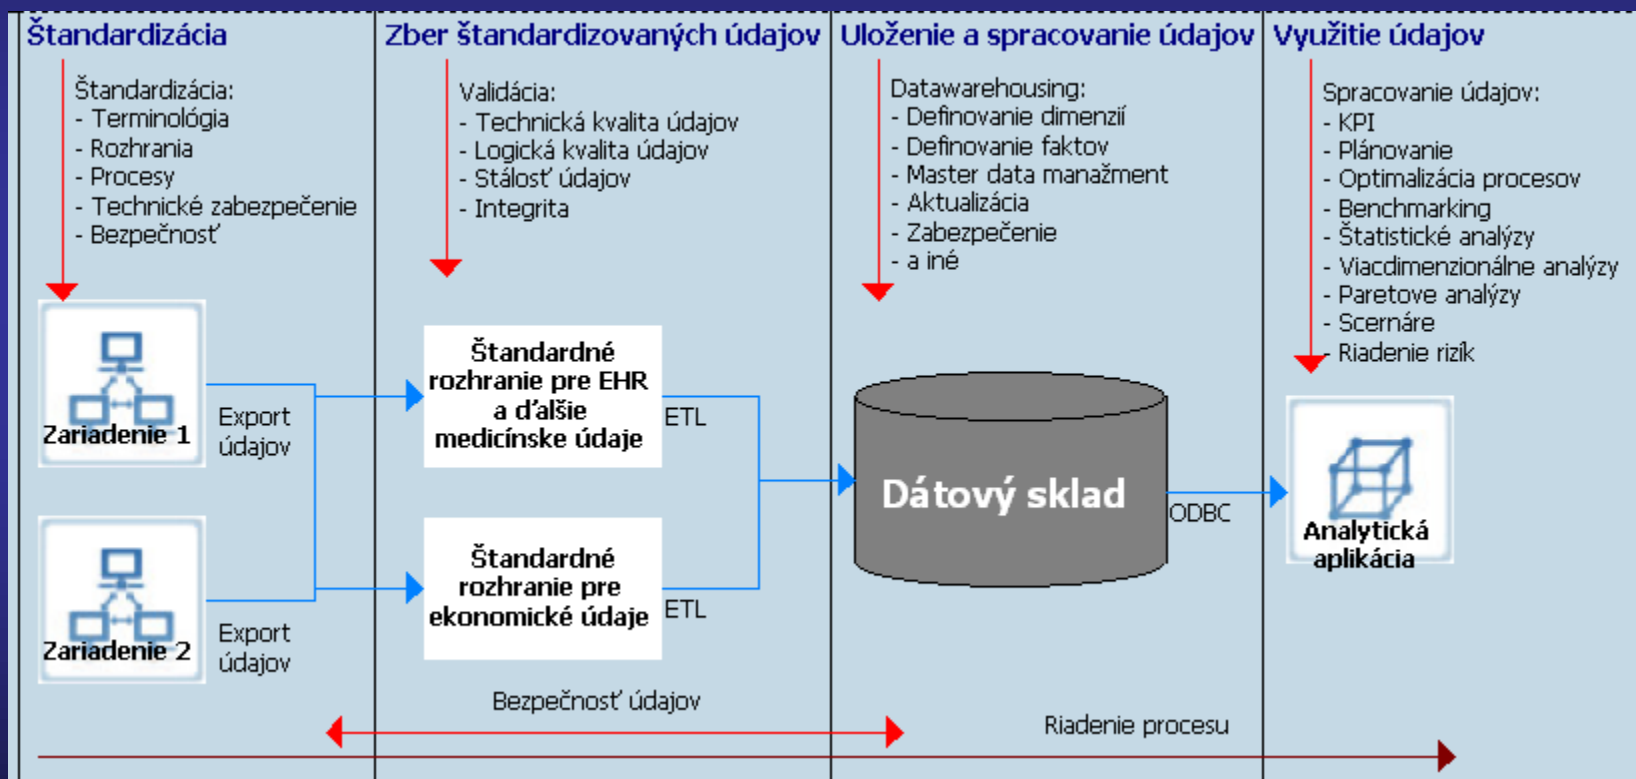 Štandardizácia
Štandardizácia:
- Terminológia
- Rozhrania
- Procesy
- Technické zabezpečenie
- Bezpečnosť
Zariadenie 1
Export
údajov
Zariadenie 2
Export
údajov
Zber štandardizovaných údajov
Validácia:
- Technická kvalita údajov
- Logická kvalita údajov
- Stálosť údajov
- Integrita
Štandardné
rozhranie pre EHR
a ďalšie
medicínske údaje
ETL
Štandardné
rozhranie pre
ekonomické údaje
ETL
Uloženie a spracovanie údajov
Datawarehousing:
- Definovanie dimenzií
- Definovanie faktov
- Master data manažment
- Aktualizácia
- Zabezpečenie
- a iné
Dátový sklad
ODBC
Využitie údajov
Spracovanie údajov:
- KPI
- Plánovanie
- Optimalizácia procesov
- Benchmarking
- Štatistické analýzy
- Viacdimenzionálne analýzy
- Paretove analýzy
- Scernáre
- Riadenie rizík
Analytická
aplikácia
Bezpečnosť údajov
Riadenie procesu